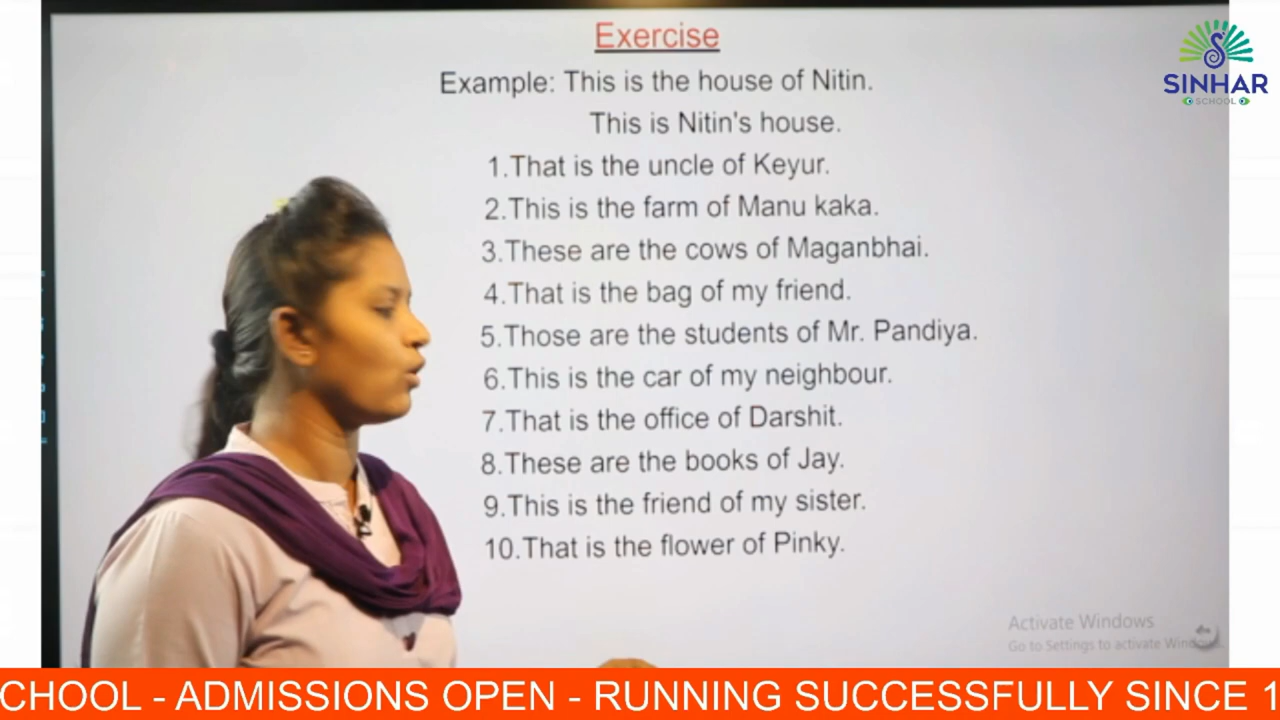 Exercise
Example: This is the house of Nitin.
This is Nitin's house.
1.That is the uncle of Keyur.
2.This is the farm of Manu kaka.
3.These are the cows of Maganbhai.
4.That is the bag of my friend.
5.Those are the students of Mr. Pandiya.
6.This is the car of my neighbour.
7.That is the office of Darshit.
8.These are the books of Jay.
9.This is the friend of my sister.
10.That is the flower of Pinky.
SINHAR
SCHOOL
Activate Windows
Go to Settings to activate
CHOOL - ADMISSIONS OPEN - RUNNING SUCCESSFULLY SINCE 1